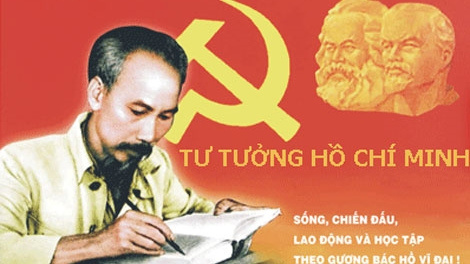 TƯ TƯỞNG HỒ CHÍ MINH
SỐNG, CHIẾN ĐẤU,
LAO ĐỘNG VÀ HỌC TẬP
THEO GƯƠNG BÁC HỒ VĨ ĐẠI !